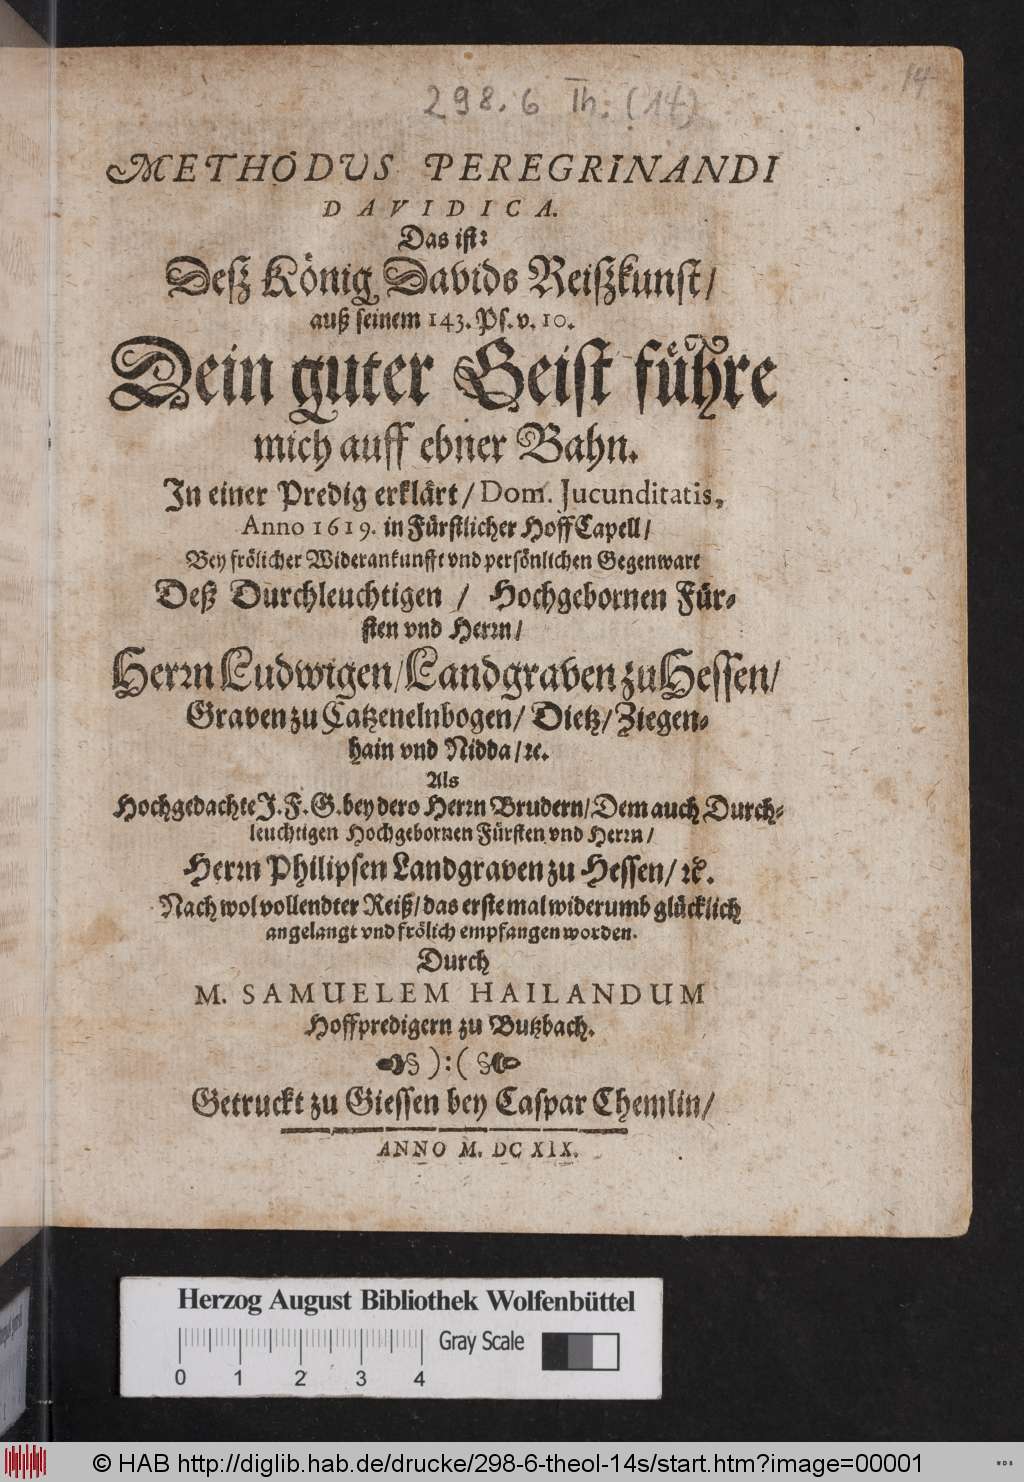 298.6 Th. (14)
14
METHODVS PEREGRINANDI
DAVIDICA.
Das ist:
Deß König Davids Reißkunst/
auß seinem 143. Ps. v. 10.
Dein guter Geist führe
mich auff ebner Bahn.
In einer Predig erklärt / Dom. Jucunditatis,
Anno 1619. in Fürstlicher HoffCapell/
Bey frölicher Widerankunfft vnd persönlichen Gegenwart
Deß Durchleuchtigen / Hochgebornen Für-
sten vnd Herrn/
Herrn Ludwigen/Landgraven zu Hessen/
Graven zu Catzenelnbogen/ Dietz/ Ziegen-
hain vnd Nidda/ ꝛc.
Als
Hochgedachte J. F. G. bey dero Herrn Brudern/ Dem auch Durch-
leuchtigen Hochgebornen Fürsten vnd Herrn/
Herrn Philipsen Landgraven zu Hessen/ ꝛc.
Nach wol vollendter Reiß/ das erste mal widerumb glücklich
angelangt vnd frölich empfangen worden.
Durch
M. SAMUELEM HAILANDUM
Hoffpredigern zu Butzbach.
§ ):( §
Getruckt zu Giessen bey Caspar Chemlin/
ANNO M. DC XIX.
Herzog August Bibliothek Wolfenbüttel
Gray Scale
0 1 2 3 4
© HAB http://diglib.hab.de/drucke/298-6-theol-14s/start.htm?image=00001
WDB